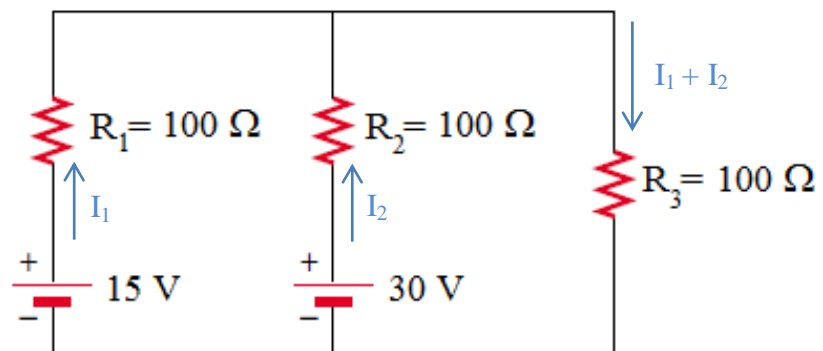 I₁ + I₂
R₁= 100 Ω
R₂= 100 Ω
R₃= 100 Ω
I₁
I₂
+
15 V
−
+
30 V
−